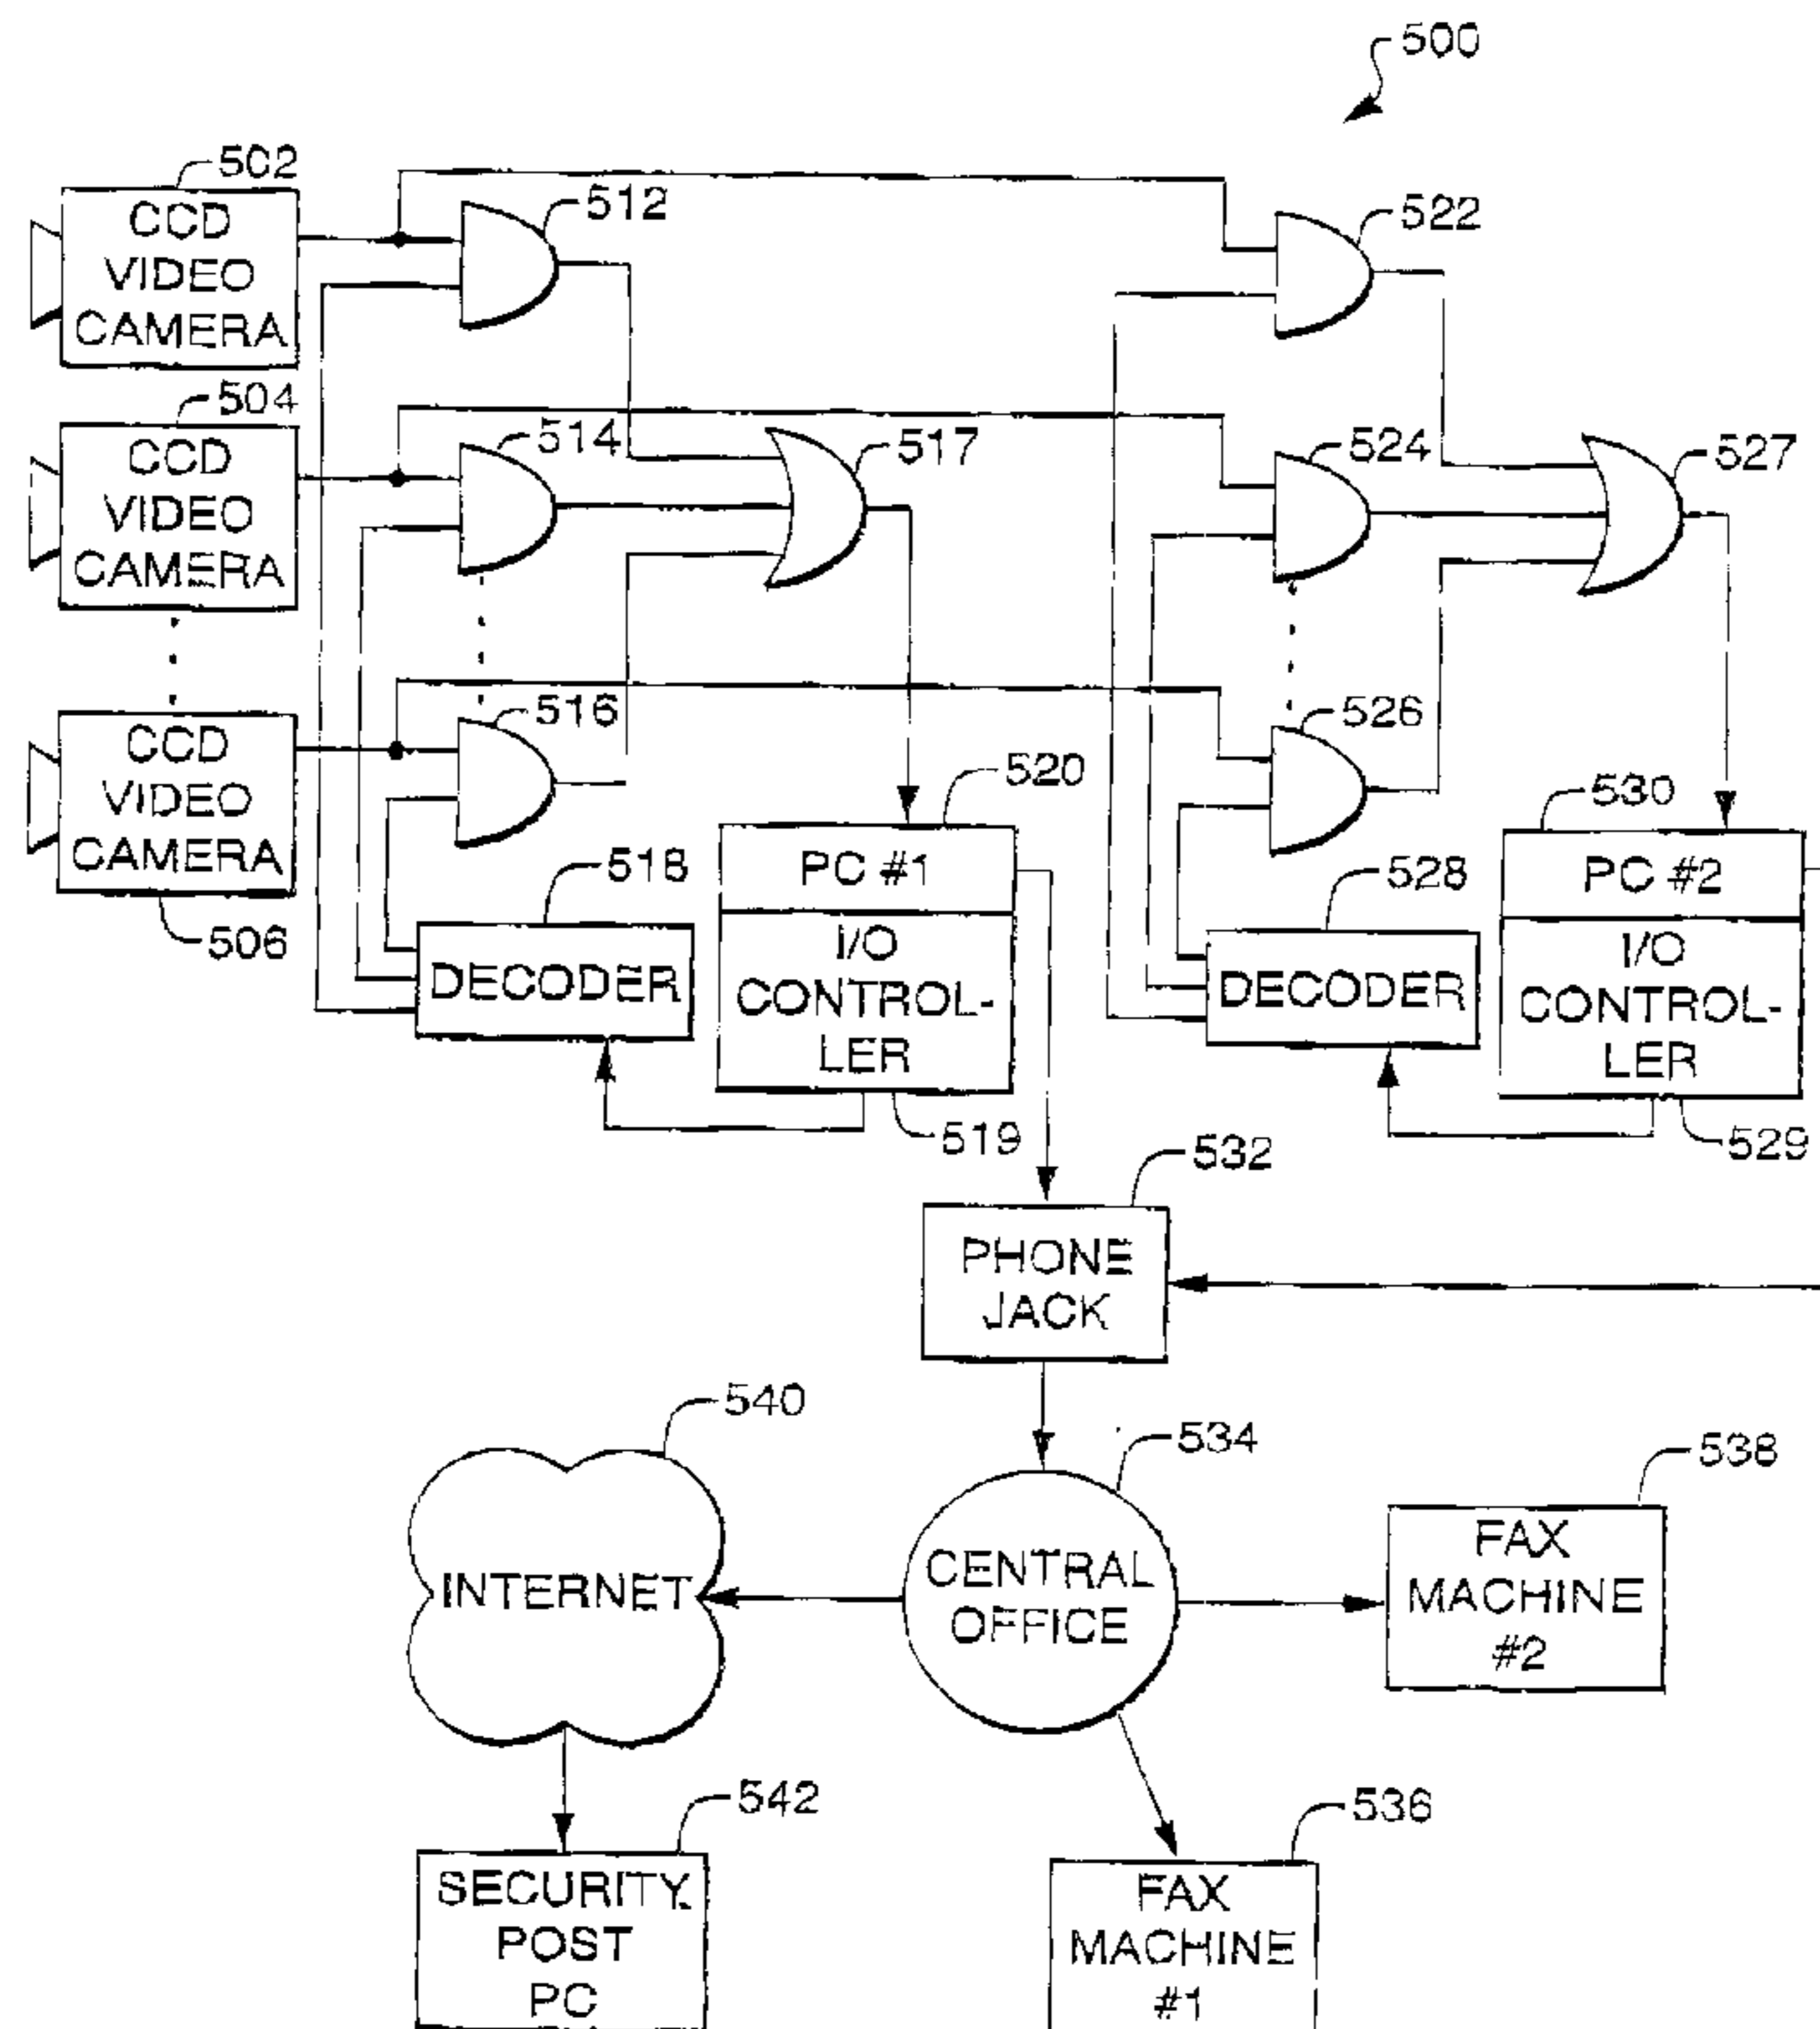 500
502
CCD
VIDEO
CAMERA
512
522
504
CCD
VIDEO
CAMERA
514
517
524
527
CCD
VIDEO
CAMERA
506
516
520
526
530
518
PC #1
528
PC #2
DECODER
I/O
CONTROL-
LER
DECODER
I/O
CONTROL-
LER
519
529
532
PHONE
JACK
540
534
538
INTERNET
CENTRAL
OFFICE
FAX
MACHINE
#2
542
536
SECURITY
POST
PC
FAX
MACHINE
#1